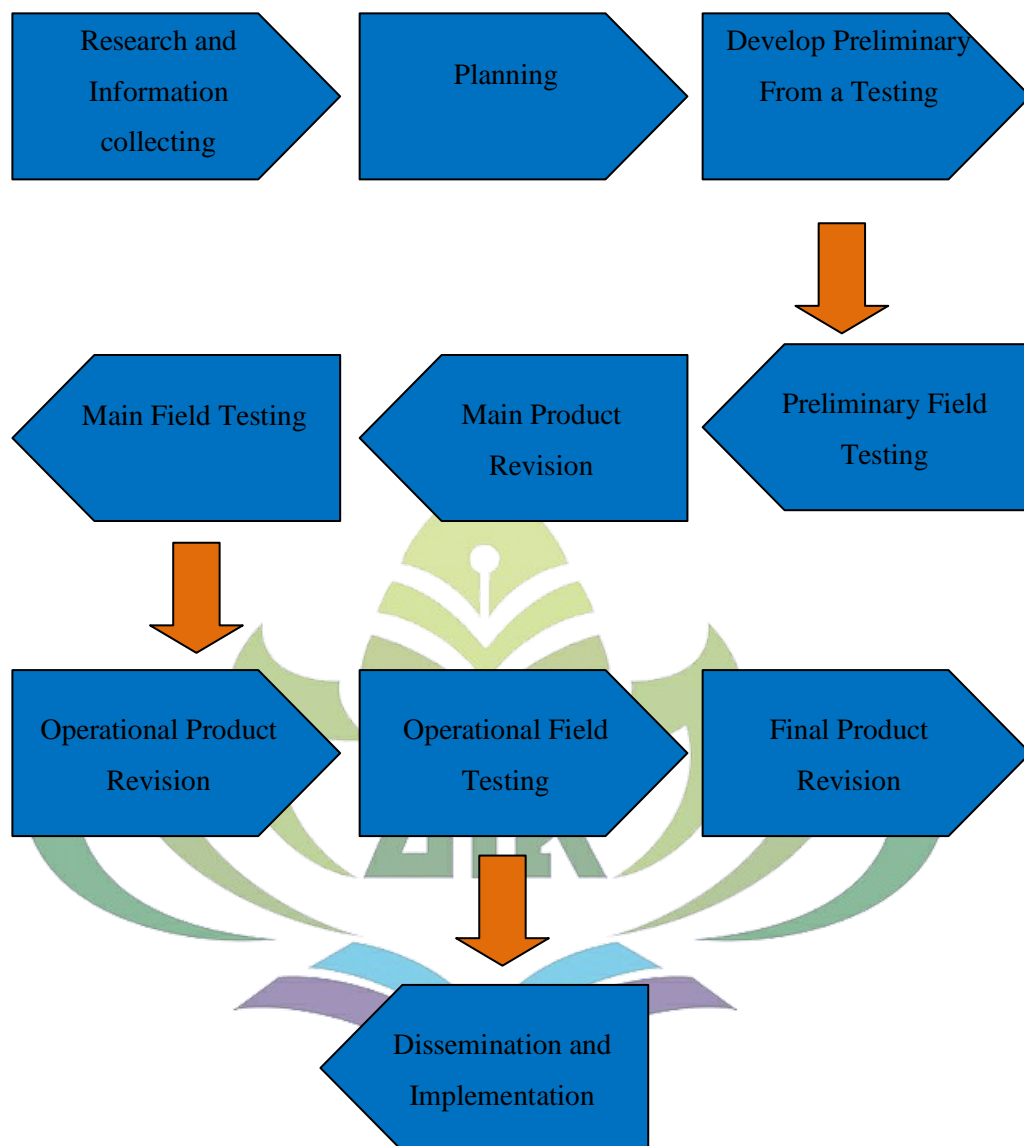 Research and
Information
collecting
Planning
Develop Preliminary
From a Testing
Preliminary Field
Testing
Main Product
Revision
Main Field Testing
Operational Product
Revision
Operational Field
Testing
Final Product
Revision
Dissemination and
Implementation